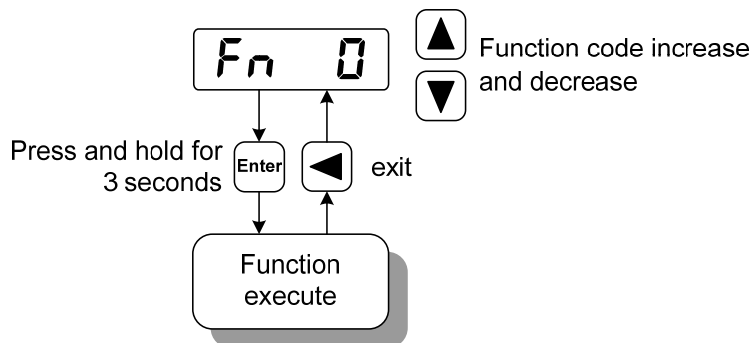 Fn 0
Function code increase
and decrease
Press and hold for
3 seconds
Enter
exit
Function
execute